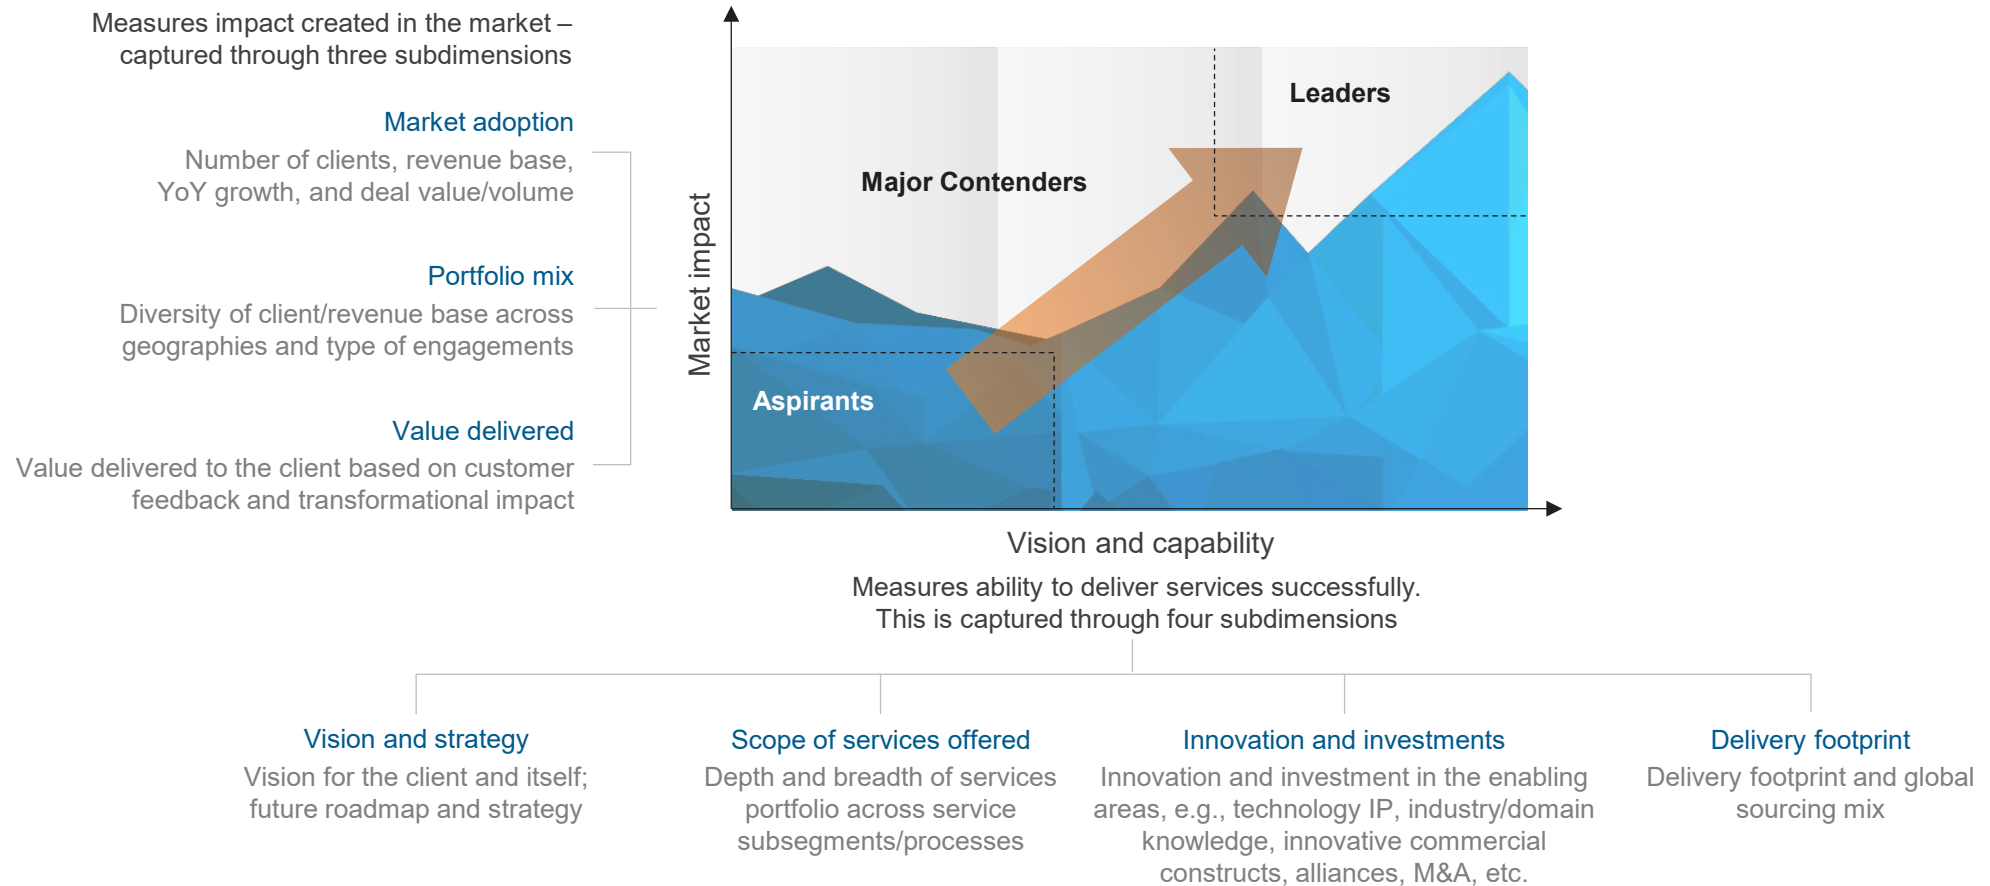 Measures impact created in the market –
captured through three subdimensions
Market adoption
Number of clients, revenue base,
YoY growth, and deal value/volume
Portfolio mix
Diversity of client/revenue base across
geographies and type of engagements
Value delivered
Value delivered to the client based on customer
feedback and transformational impact
Market impact
Leaders
Major Contenders
Aspirants
Vision and capability
Measures ability to deliver services successfully.
This is captured through four subdimensions
Vision and strategy
Vision for the client and itself;
future roadmap and strategy
Scope of services offered
Depth and breadth of services
portfolio across service
subsegments/processes
Innovation and investments
Innovation and investment in the enabling
areas, e.g., technology IP, industry/domain
knowledge, innovative commercial
constructs, alliances, M&A, etc.
Delivery footprint
Delivery footprint and global
sourcing mix